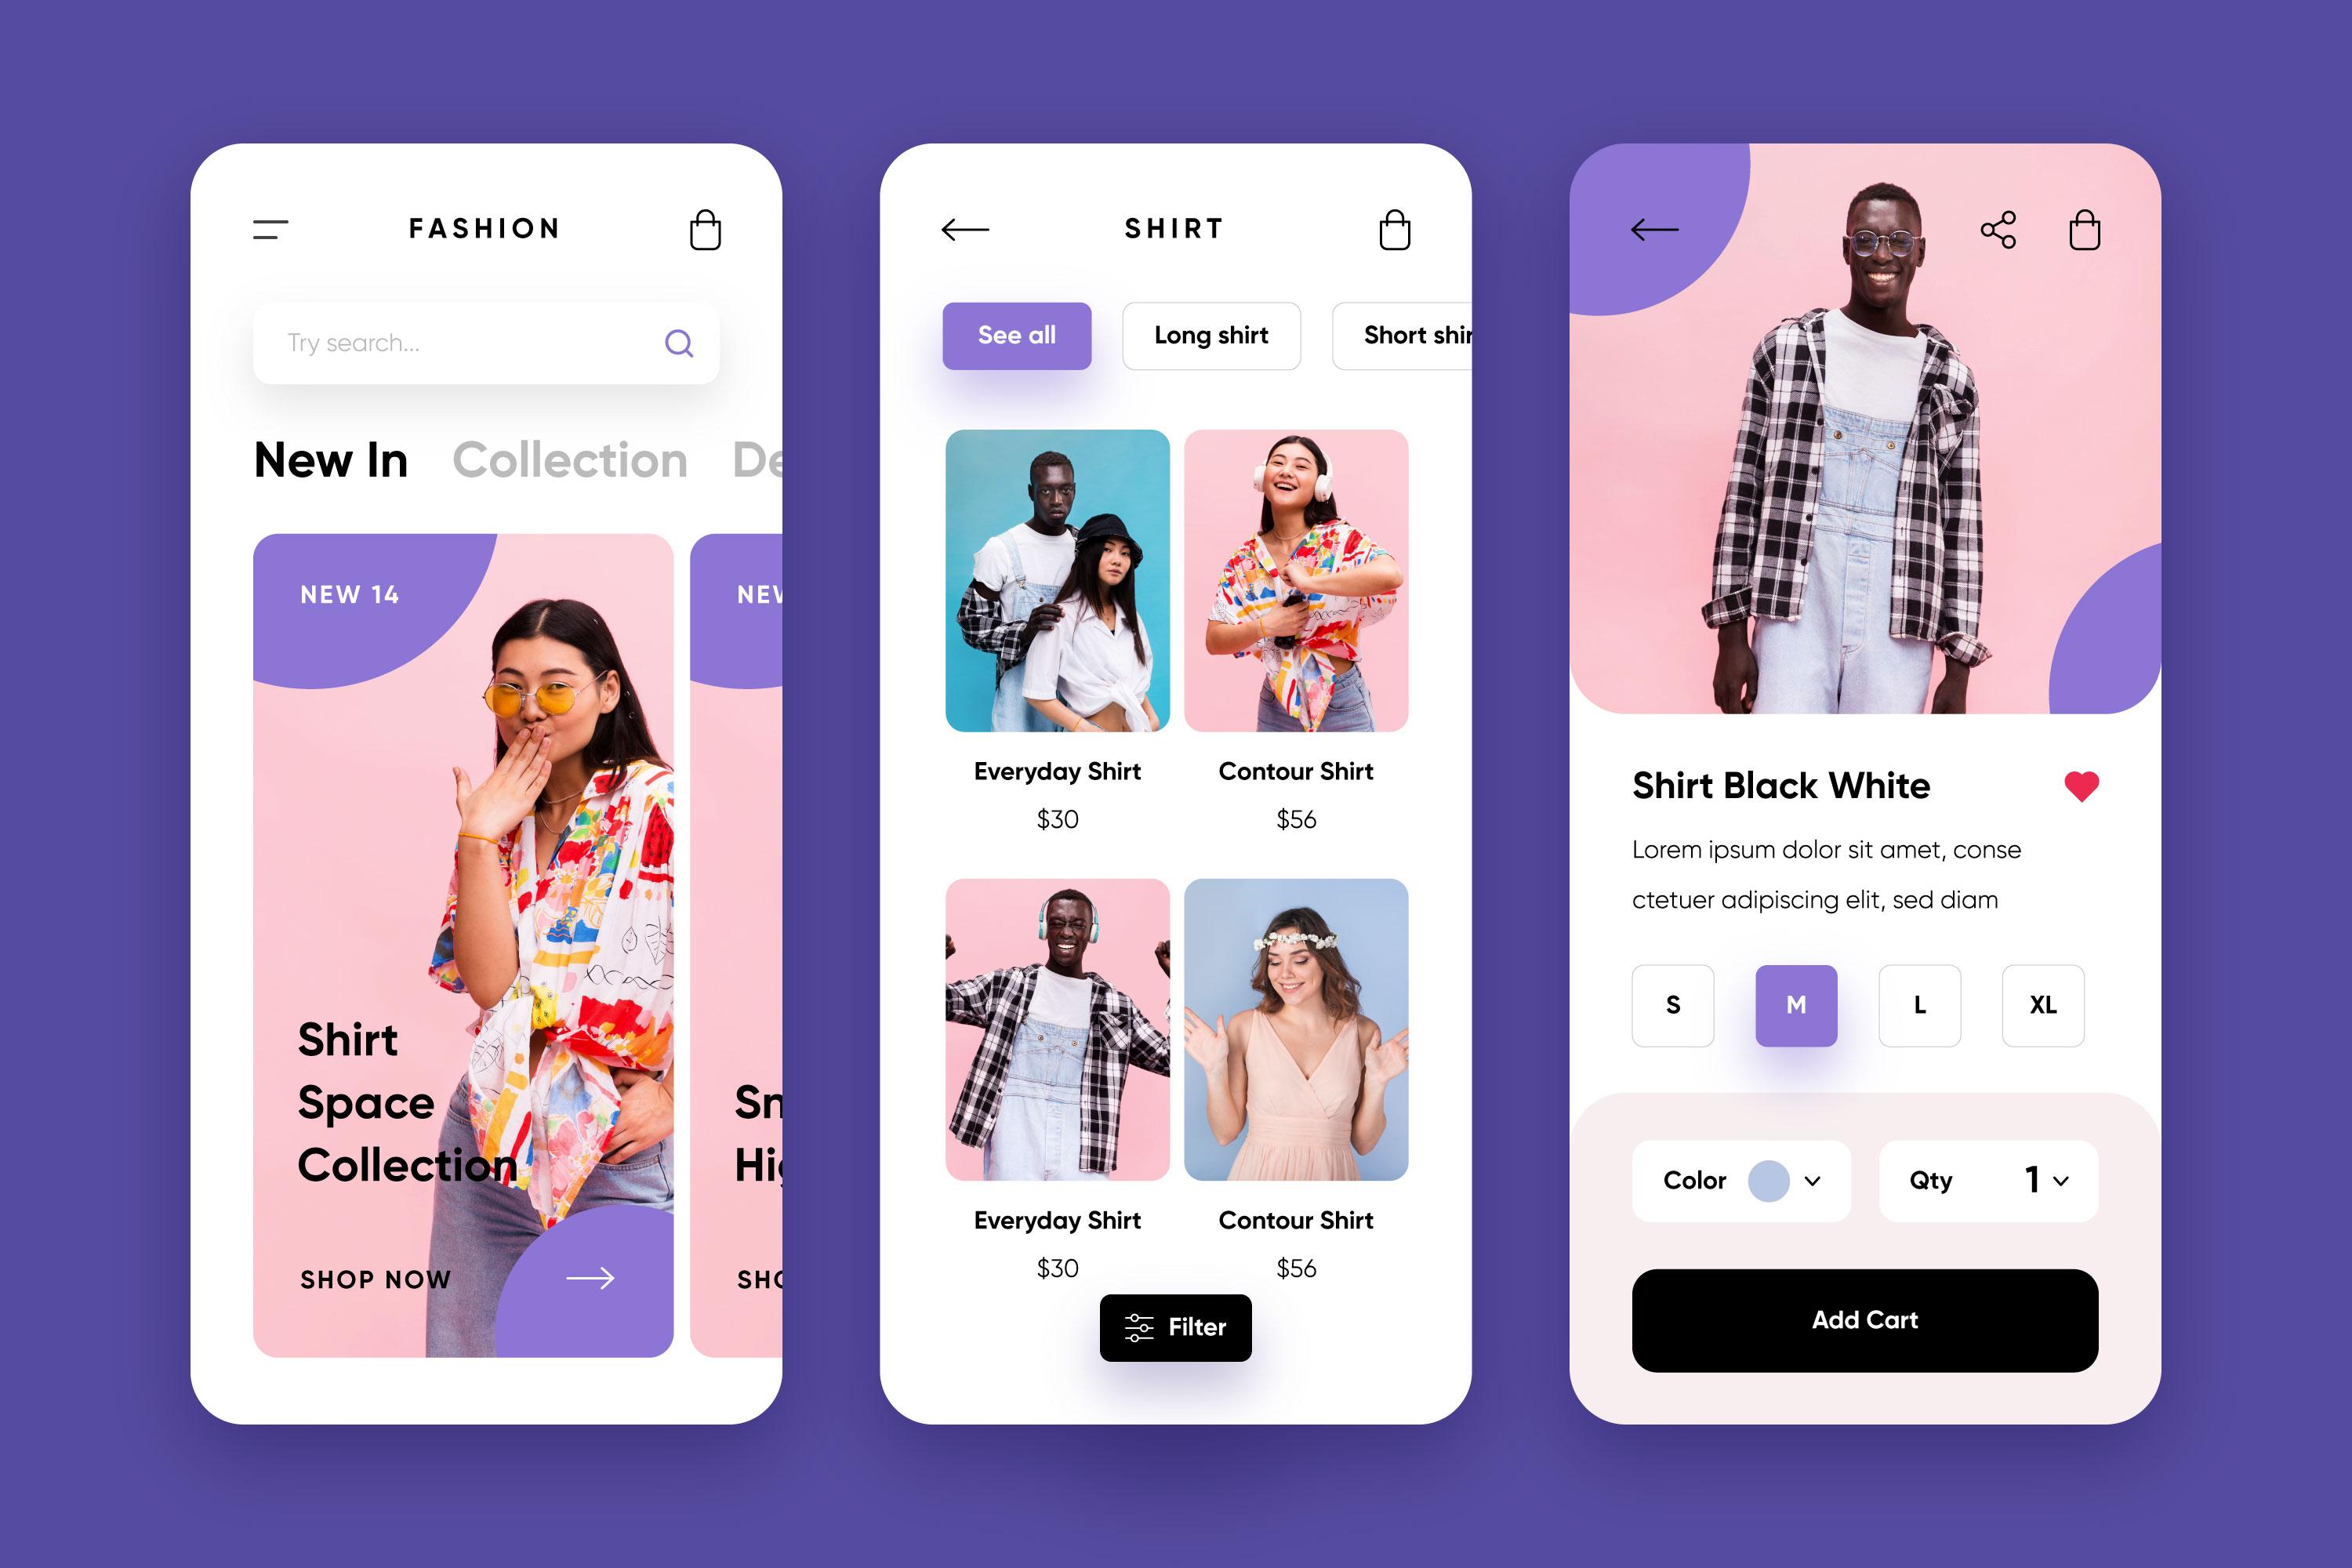 FASHION
Try search...
New In Collection De
NEW 14
NEW
Shirt
Space
Collection
Sn
Hig
SHOP NOW
SHO
SHIRT
See all
Long shirt
Short shir
Everyday Shirt
$30
Contour Shirt
$56
Everyday Shirt
$30
Contour Shirt
$56
Filter
Shirt Black White
Lorem ipsum dolor sit amet, conse
ctetuer adipiscing elit, sed diam
S M L XL
Color
Qty 1
Add Cart